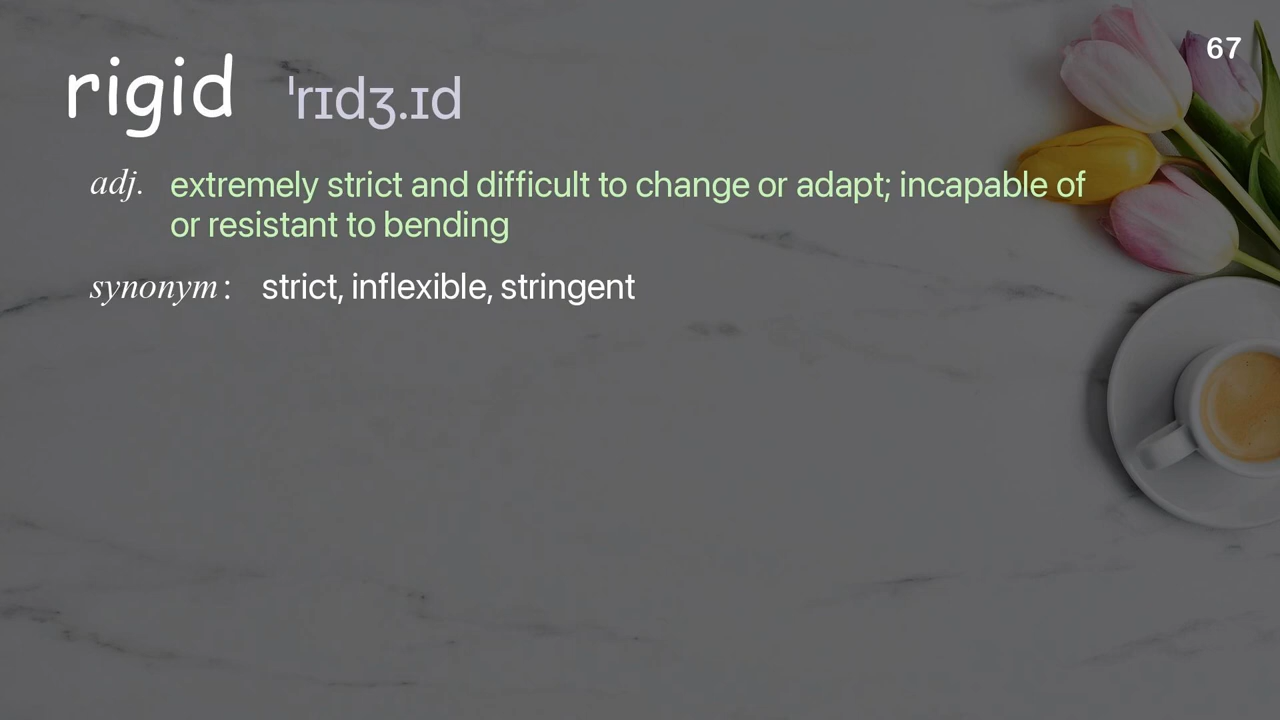 67
rigid ˈrɪdʒ.ɪd
adj. extremely strict and difficult to change or adapt; incapable of
or resistant to bending
synonym: strict, inflexible, stringent